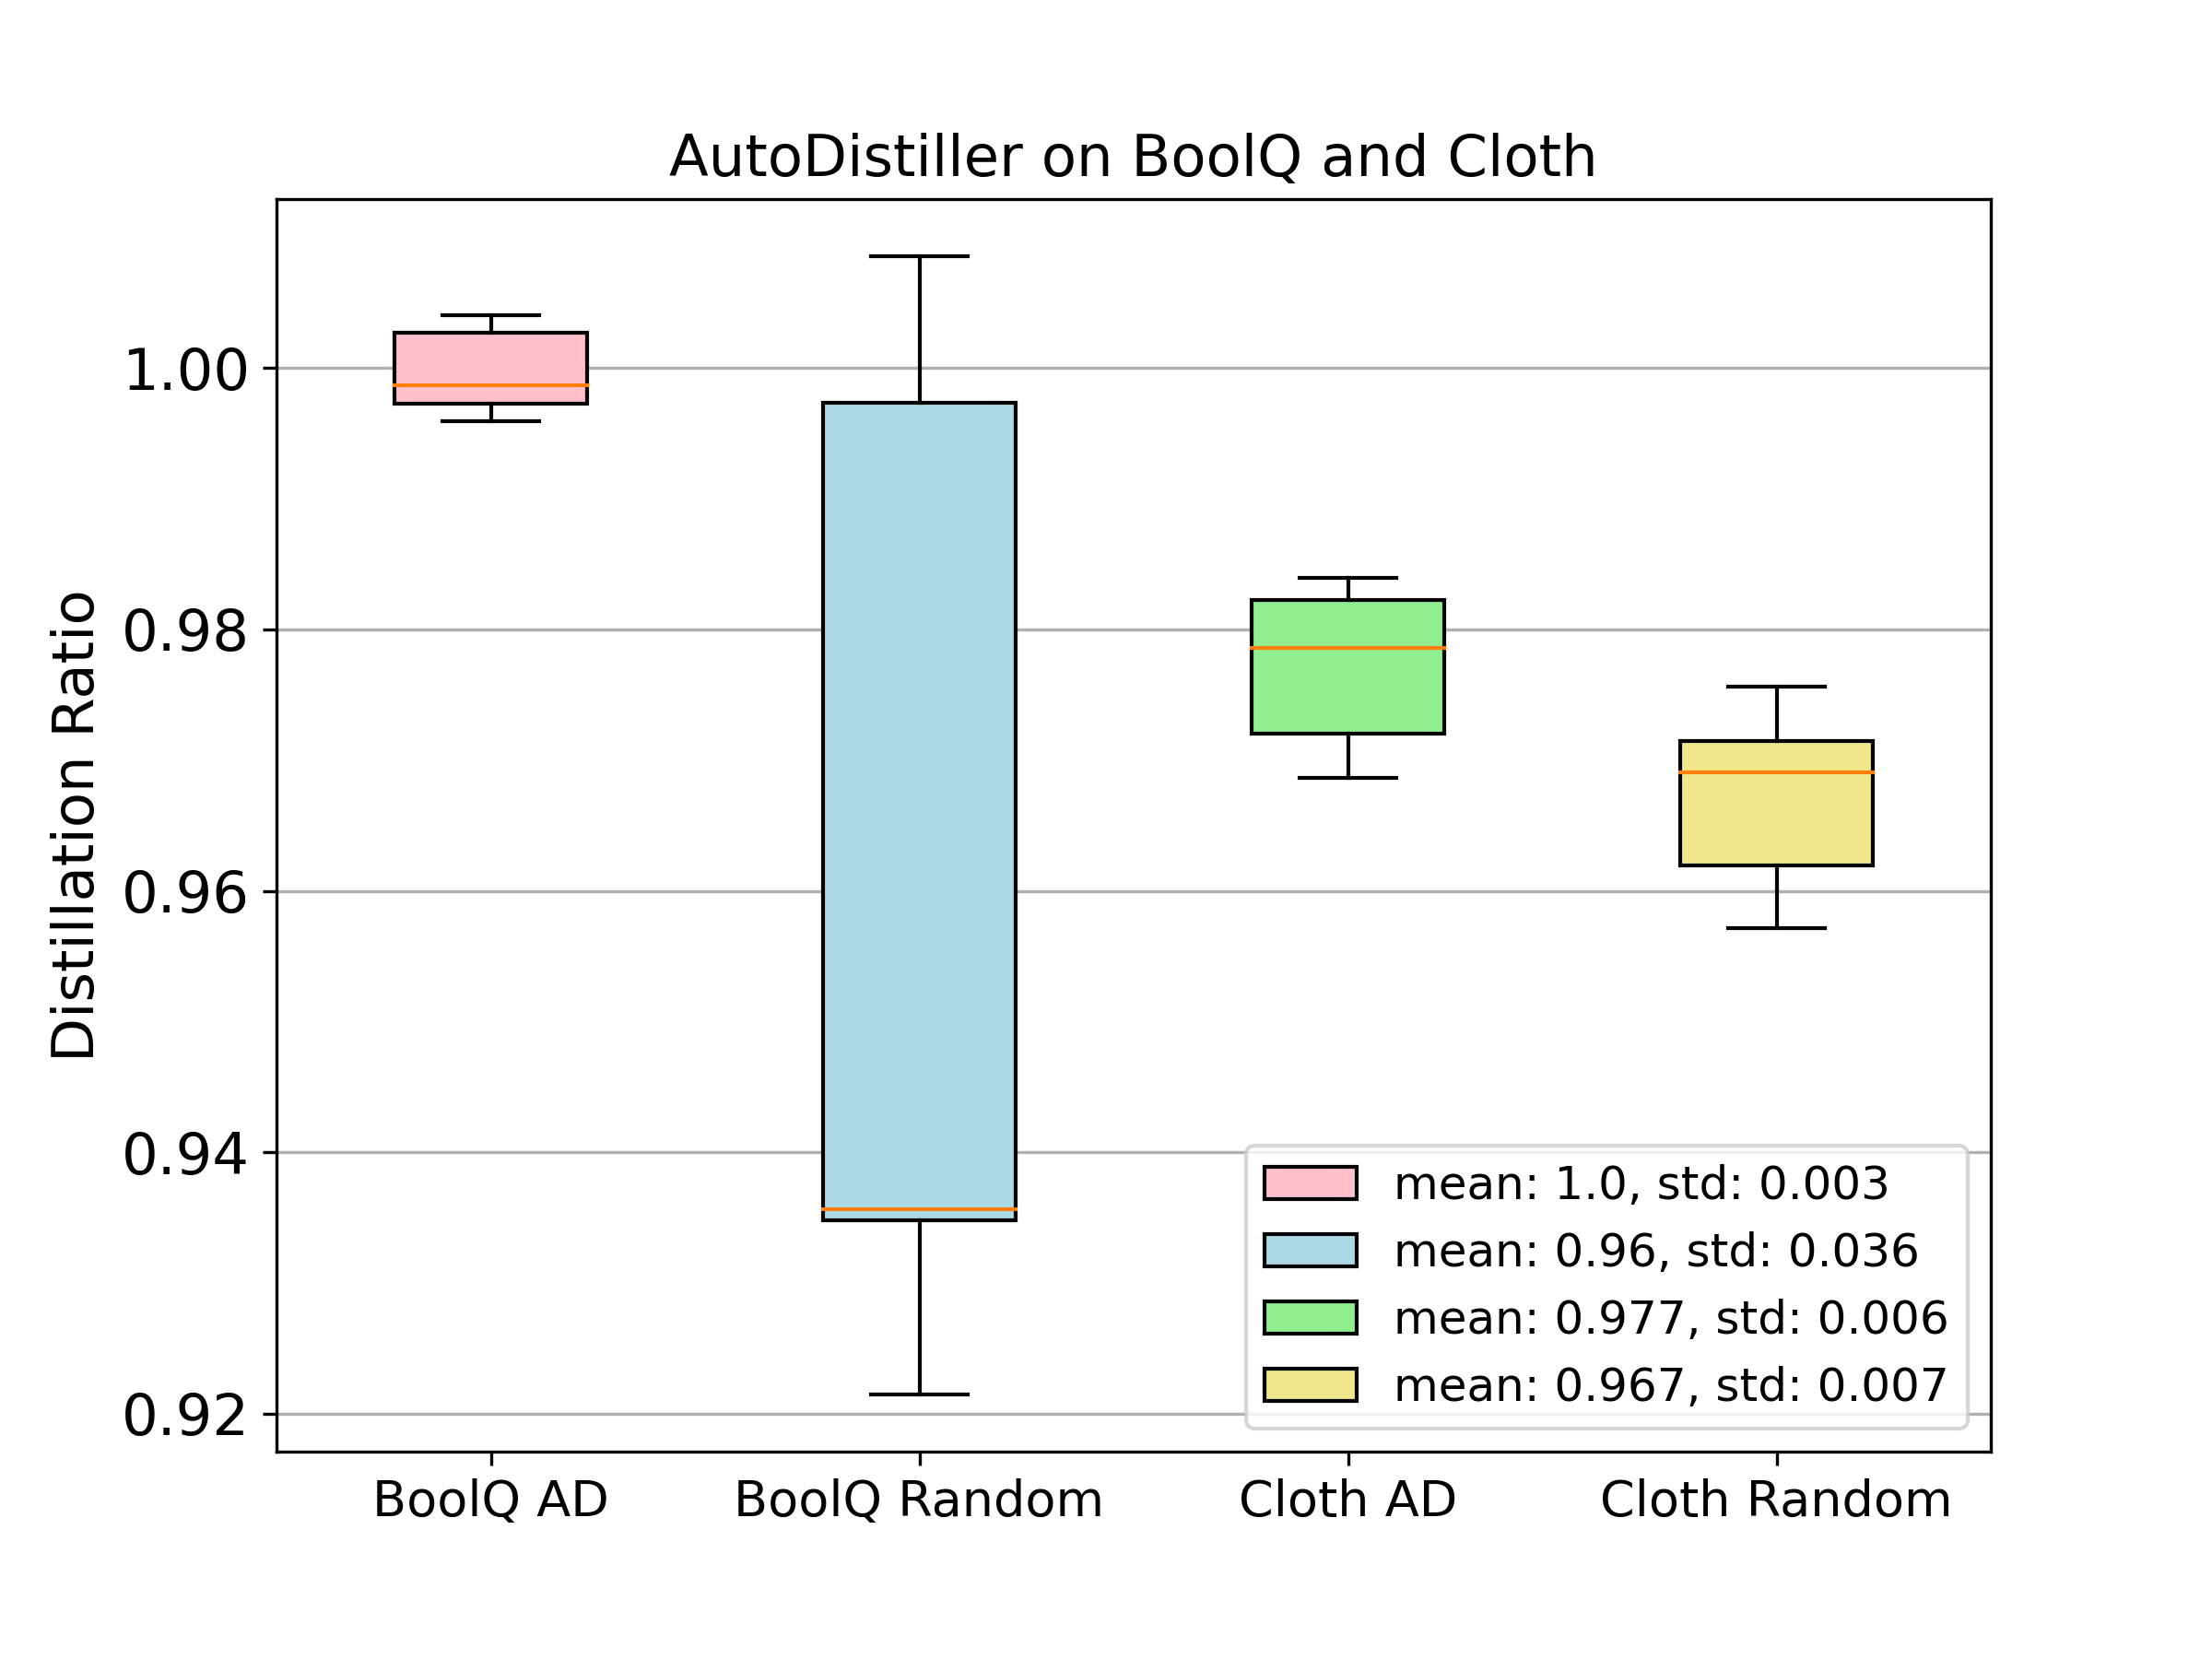 AutoDistiller on BoolQ and Cloth
Distillation Ratio
1.00
0.98
0.96
0.94
0.92
mean: 1.0, std: 0.003
mean: 0.96, std: 0.036
mean: 0.977, std: 0.006
mean: 0.967, std: 0.007
BoolQ AD
BoolQ Random
Cloth AD
Cloth Random